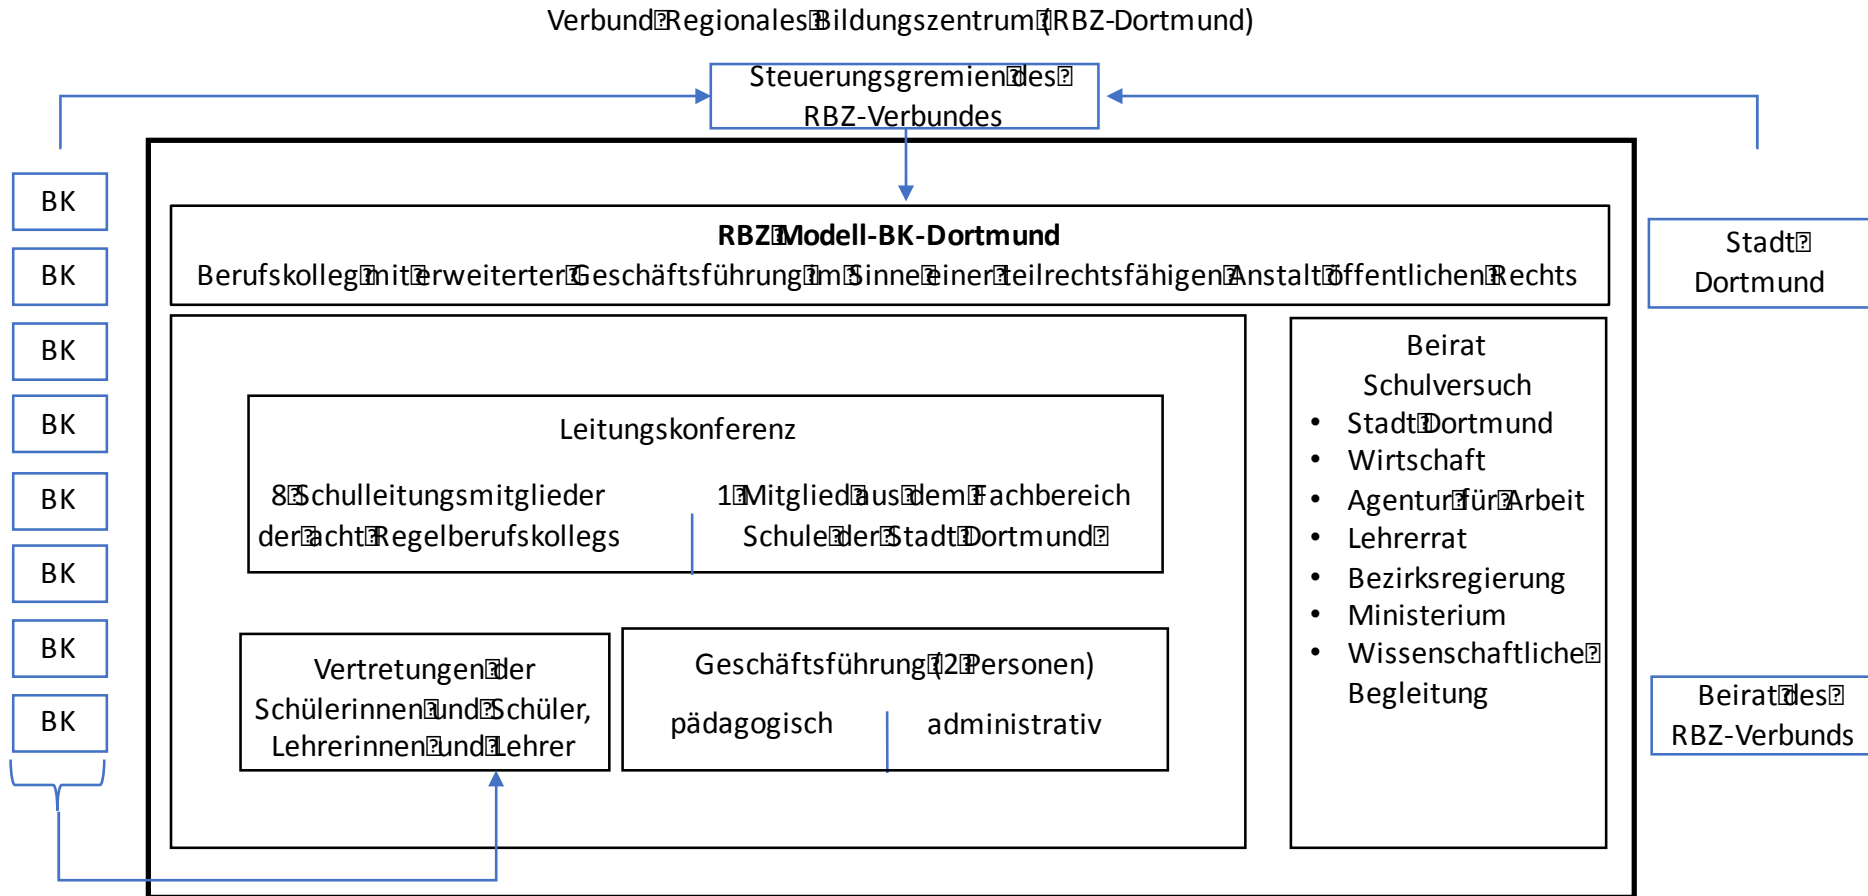 Verbund Regionales Bildungszentrum (RBZ-Dortmund)
Steuerungsgremien des
RBZ-Verbundes
BK
BK
BK
BK
BK
BK
BK
BK
RBZ Modell-BK-Dortmund
Berufskolleg mit erweiterter Geschäftsführung im Sinne einer teilrechtsfähigen Anstalt öffentlichen Rechts
Leitungskonferenz
8 Schulleitungsmitglieder
der acht Regelberufskollegs
1 Mitglied aus dem Fachbereich
Schule der Stadt Dortmund
Vertretungen der
Schülerinnen und Schüler,
Lehrerinnen und Lehrer
Geschäftsführung (2 Personen)
pädagogisch
administrativ
Beirat
Schulversuch
• Stadt Dortmund
• Wirtschaft
• Agentur für Arbeit
• Lehrerrat
• Bezirksregierung
• Ministerium
• Wissenschaftliche
Begleitung
Stadt
Dortmund
Beirat des
RBZ-Verbunds